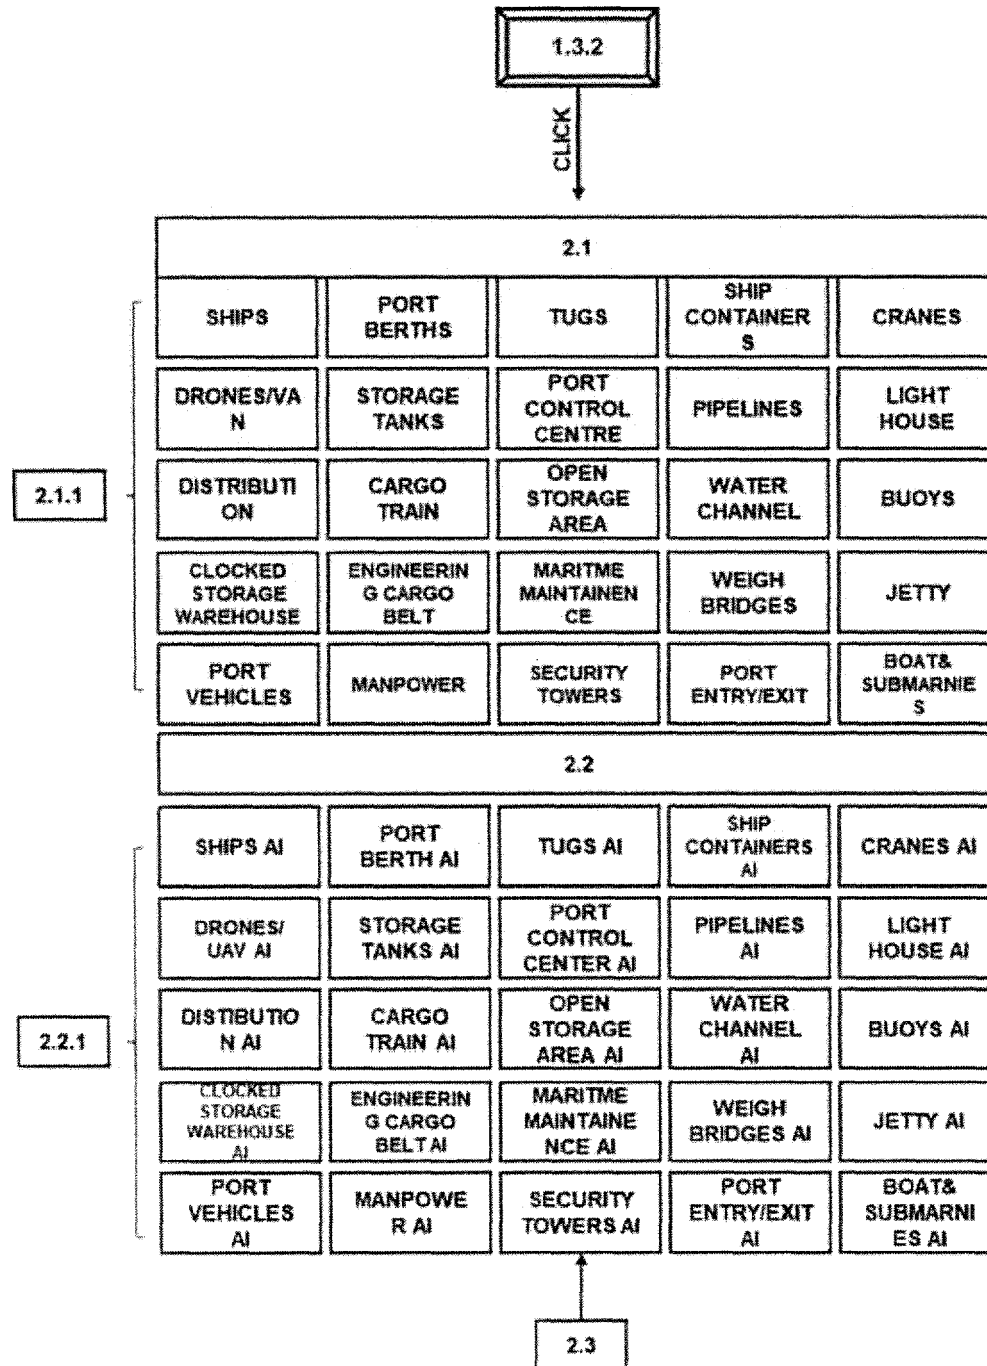 1.3.2
CLICK
2.1
SHIPS
PORT
BERTHS
TUGS
SHIP
CONTAINER
S
CRANES
DRONES/VA
N
STORAGE
TANKS
PORT
CONTROL
CENTRE
PIPELINES
LIGHT
HOUSE
2.1.1
DISTRIBUTI
ON
CARGO
TRAIN
OPEN
STORAGE
AREA
WATER
CHANNEL
BUOYS
CLOCKED
STORAGE
WAREHOUSE
ENGINEERIN
G CARGO
BELT
MARITME
MAINTAINEN
CE
WEIGH
BRIDGES
JETTY
PORT
VEHICLES
MANPOWER
SECURITY
TOWERS
PORT
ENTRY/EXIT
BOAT&
SUBMARNIE
S
2.2
SHIPS AI
PORT
BERTH AI
TUGS AI
SHIP
CONTAINERS
AI
CRANES AI
DRONES/
UAV AI
STORAGE
TANKS AI
PORT
CONTROL
CENTER AI
PIPELINES
AI
LIGHT
HOUSE AI
2.2.1
DISTIBUTIO
N AI
CARGO
TRAIN AI
OPEN
STORAGE
AREA AI
WATER
CHANNEL
AI
BUOYS AI
CLOCKED
STORAGE
WAREHOUSE
AI
ENGINEERIN
G CARGO
BELT AI
MARITME
MAINTAINE
NCE AI
WEIGH
BRIDGES AI
JETTY AI
PORT
VEHICLES
AI
MANPOWE
R AI
SECURITY
TOWERS AI
PORT
ENTRY/EXIT
AI
BOAT&
SUBMARNI
ES AI
2.3